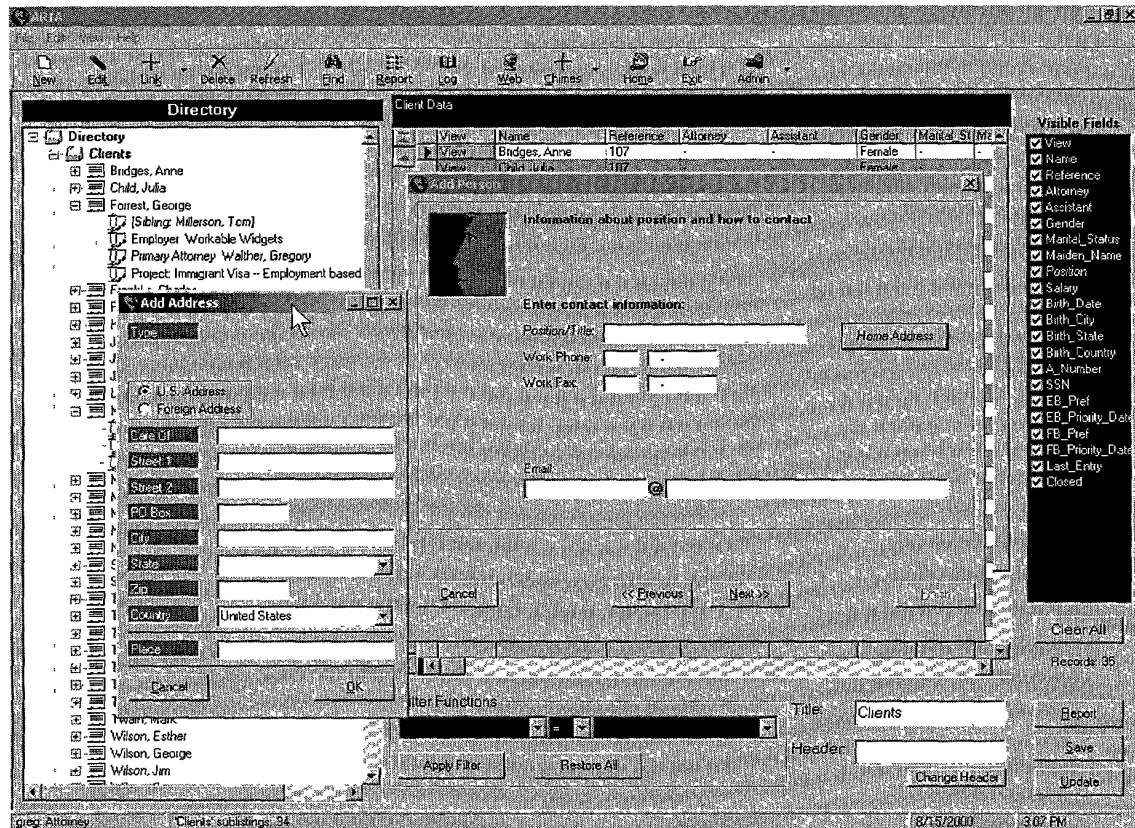 ARTA
File Edit View Help
New Edit Link Delete Refresh Find Report Log Web Chimes Home Exit Admin
Directory
Directory
Clients
Bridges, Anne
Child, Julia
Forrest, George
[Sibling: Millerson, Tom]
Employer Workable Widgets
Primary Attorney Walther, Gregory
Project: Immigrant Visa -- Employment based
Twain, Mark
Wilson, Esther
Wilson, George
Wilson, Jim
Client Data
View Name Reference Attorney Assistant Gender Marital_St
View Bridges, Anne 107 - - Female - -
View Child, Julia 107 Female
Add Person
Information about position and how to contact
Enter contact information:
Position/Title:
Home Address
Work Phone: -
Work Fax: -
Email
@
Cancel << Previous Next >> Finish
Add Address
Type
U.S. Address
Foreign Address
Care Of
Street 1
Street 2
PO Box
City
State
Zip
Country United States
Place
Cancel OK
Filter Functions
=
Apply Filter Restore All
Title: Clients
Header:
Change Header
Visible Fields
View
Name
Reference
Attorney
Assistant
Gender
Marital_Status
Maiden_Name
Position
Salary
Birth_Date
Birth_City
Birth_State
Birth_Country
A_Number
SSN
EB_Pref
EB_Priority_Date
FB_Pref
FB_Priority_Date
Last_Entry
Closed
Clear All
Records: 35
Report
Save
Update
greg: Attorney 'Clients' sublistings: 34 8/15/2000 3:07 PM